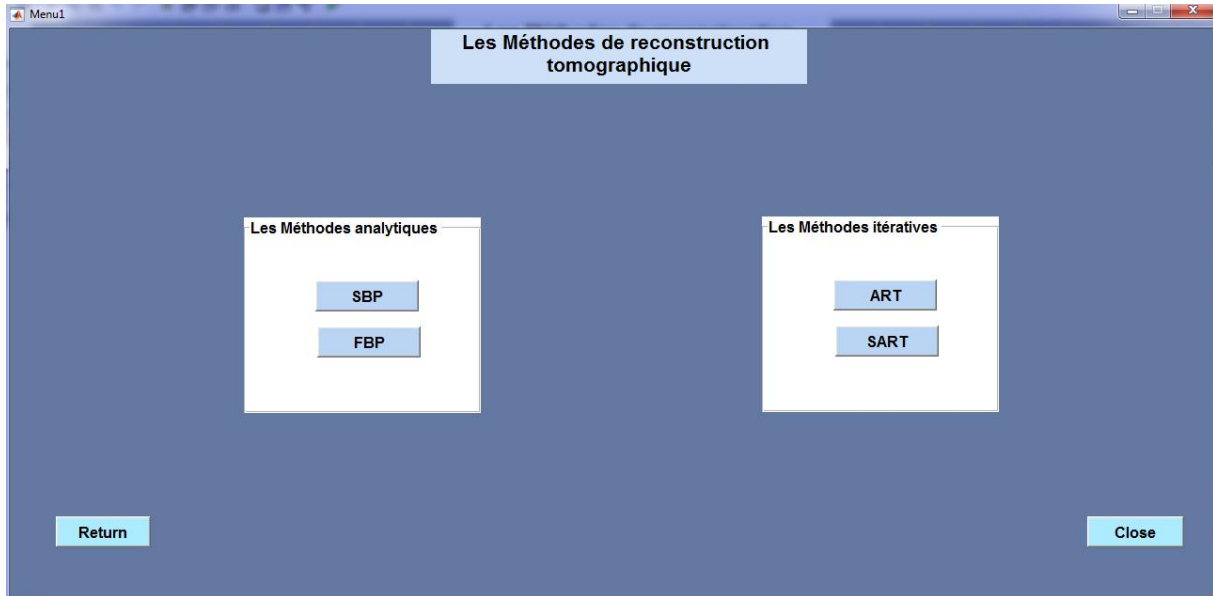 Menu1
Les Méthodes de reconstruction
tomographique
Les Méthodes analytiques
SBP
FBP
Les Méthodes itératives
ART
SART
Return
Close